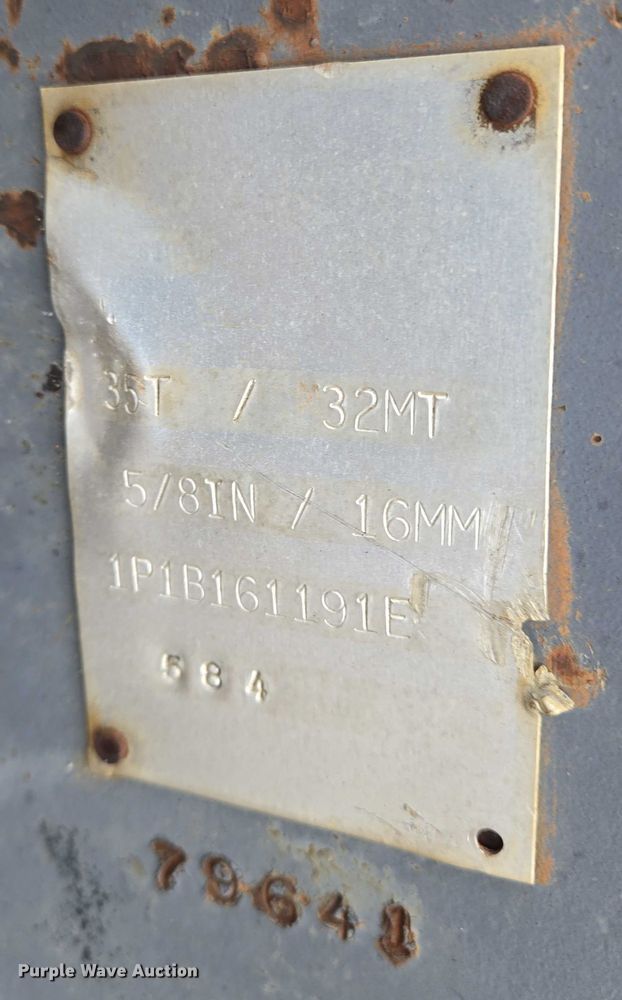 35T / 32MT
5/8IN / 16MM
1P1B161191E
684
79641
Purple Wave Auction